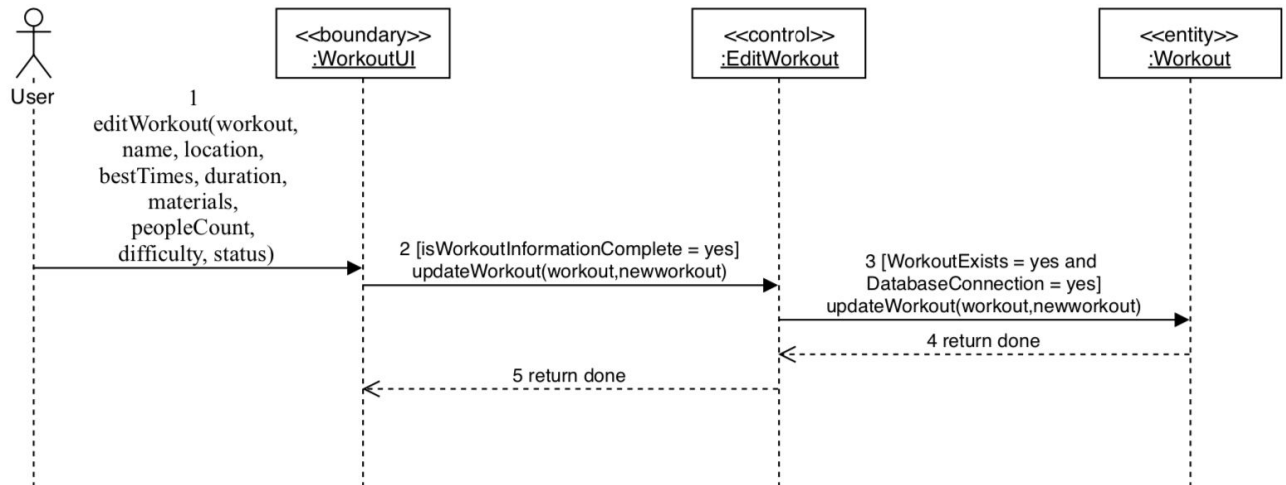 <<boundary>>
:WorkoutUI
<<control>>
:EditWorkout
<<entity>>
:Workout
User
1
editWorkout(workout,
name, location,
bestTimes, duration,
materials,
peopleCount,
difficulty, status)
2 [isWorkoutInformationComplete = yes]
updateWorkout(workout,newworkout)
3 [WorkoutExists = yes and
DatabaseConnection = yes]
updateWorkout(workout,newworkout)
4 return done
5 return done